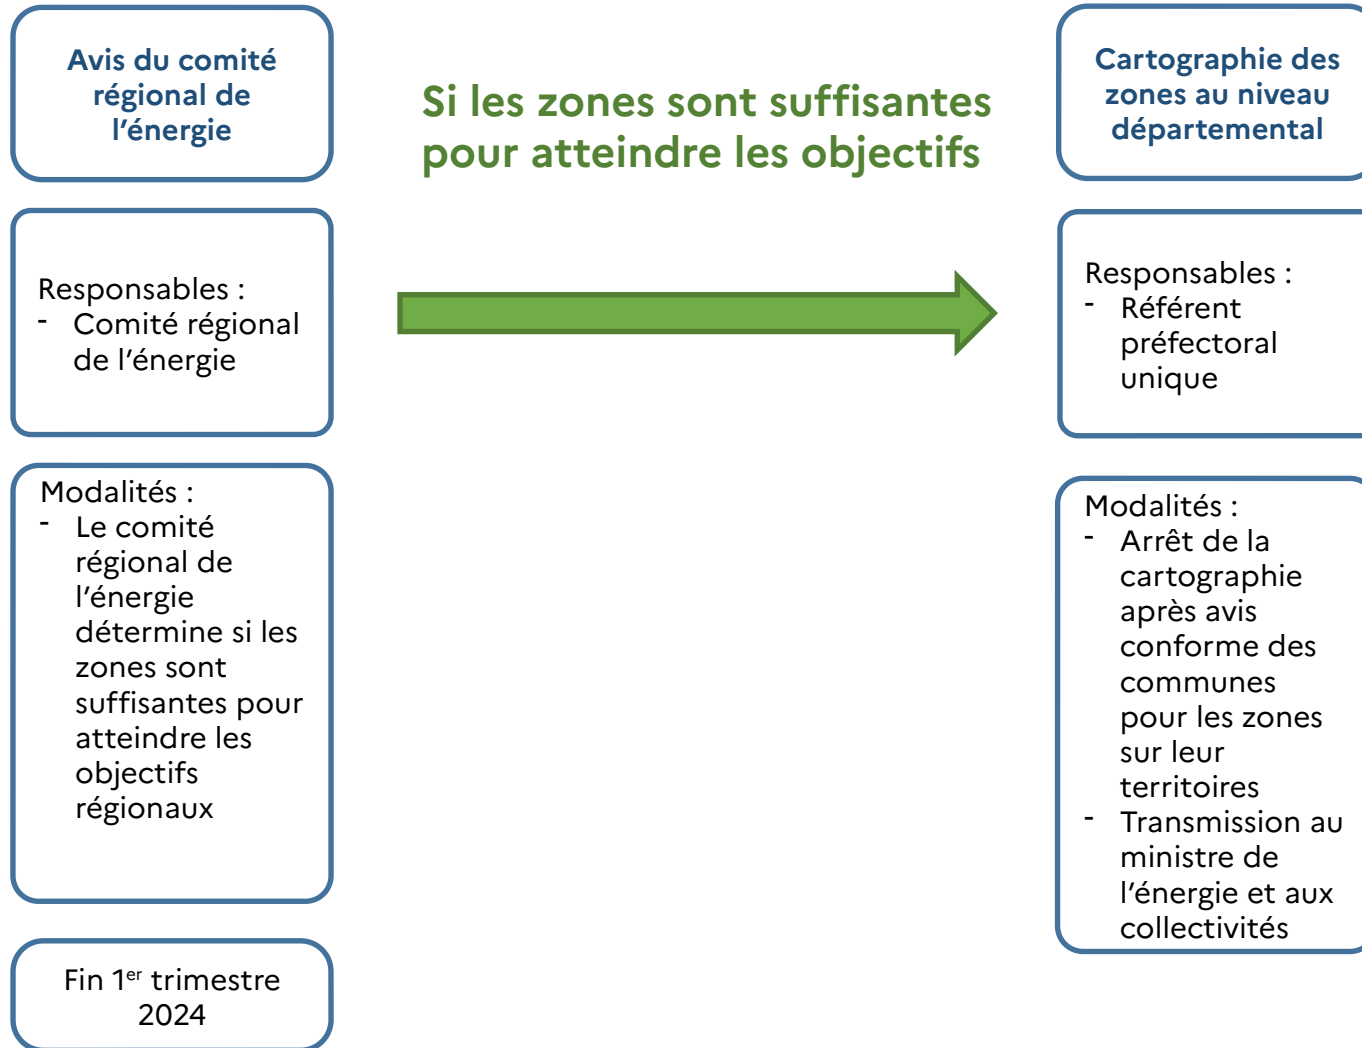 Avis du comité
régional de
l’énergie
Responsables :
- Comité régional
de l’énergie
Modalités :
- Le comité
régional de
l’énergie
détermine si les
zones sont
suffisantes pour
atteindre les
objectifs
régionaux
Fin 1er trimestre
2024
Si les zones sont suffisantes
pour atteindre les objectifs
Cartographie des
zones au niveau
départemental
Responsables :
- Référent
préfectoral
unique
Modalités :
- Arrêt de la
cartographie
après avis
conforme des
communes
pour les zones
sur leur
territoires
- Transmission au
ministre de
l’énergie et aux
collectivités